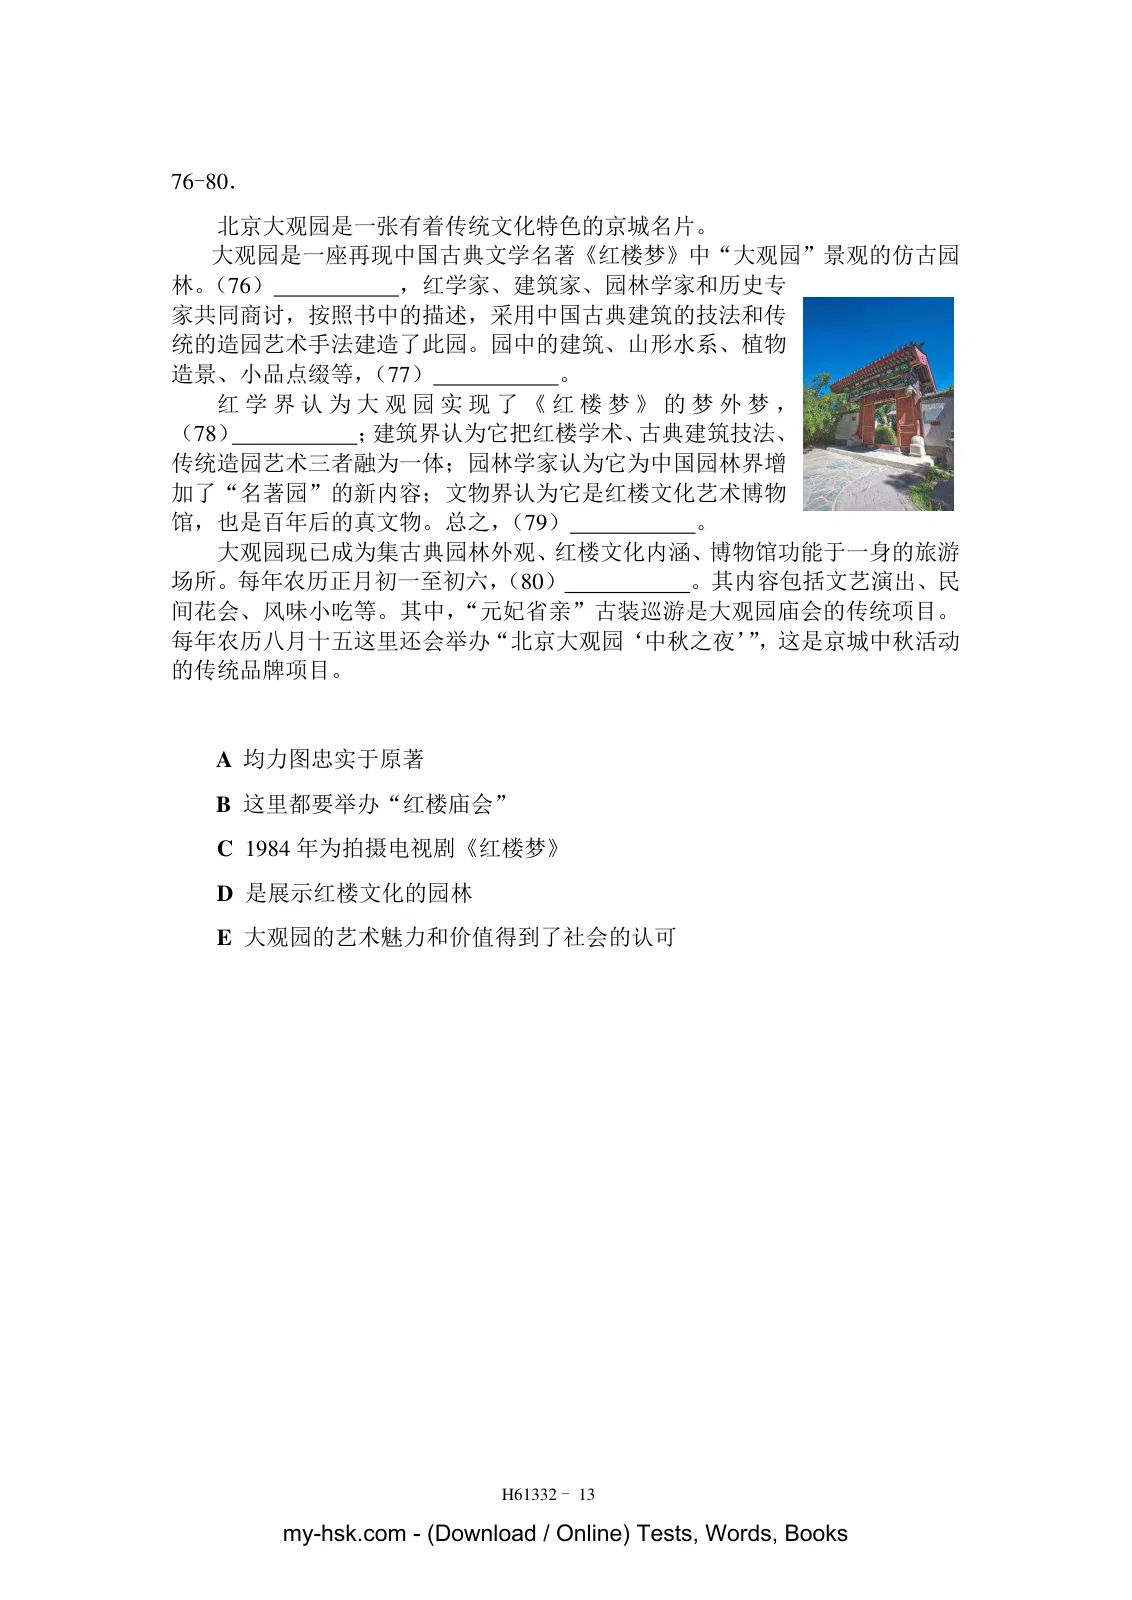 76-80.
北京大观园是一张有着传统文化特色的京城名片。
大观园是一座再现中国古典文学名著《红楼梦》中“大观园”景观的仿古园
林。（76）___________，红学家、建筑家、园林学家和历史专
家共同商讨，按照书中的描述，采用中国古典建筑的技法和传
统的造园艺术手法建造了此园。园中的建筑、山形水系、植物
造景、小品点缀等，（77）___________。
红学界认为大观园实现了《红楼梦》的梦外梦，
（78）___________；建筑界认为它把红楼学术、古典建筑技法、
传统造园艺术三者融为一体；园林学家认为它为中国园林界增
加了“名著园”的新内容；文物界认为它是红楼文化艺术博物
馆，也是百年后的真文物。总之，（79）___________。
大观园现已成为集古典园林外观、红楼文化内涵、博物馆功能于一身的旅游
场所。每年农历正月初一至初六，（80）___________。其内容包括文艺演出、民
间花会、风味小吃等。其中，“元妃省亲”古装巡游是大观园庙会的传统项目。
每年农历八月十五这里还会举办“北京大观园‘中秋之夜’”，这是京城中秋活动
的传统品牌项目。
A 均力图忠实于原著
B 这里都要举办“红楼庙会”
C 1984 年为拍摄电视剧《红楼梦》
D 是展示红楼文化的园林
E 大观园的艺术魅力和价值得到了社会的认可
H61332－ 13
my-hsk.com - (Download / Online) Tests, Words, Books